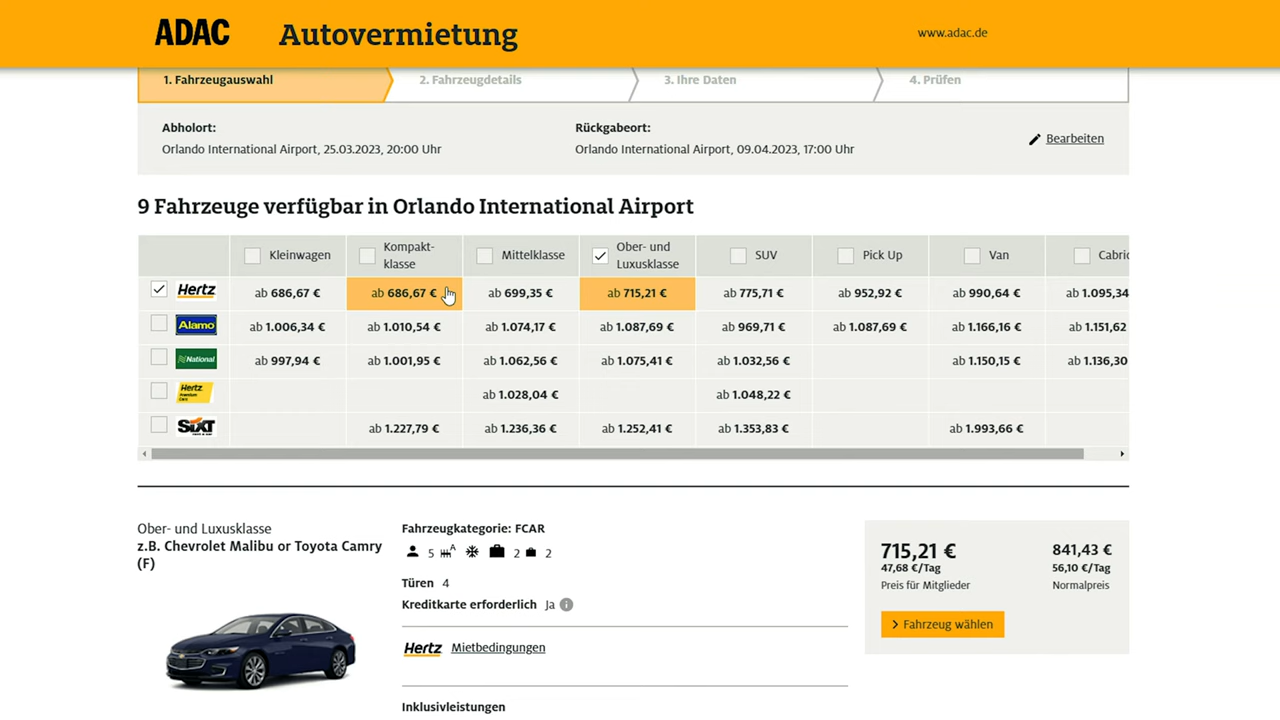 ADAC Autovermietung www.adac.de
1. Fahrzeugauswahl 2. Fahrzeugdetails 3. Ihre Daten 4. Prüfen
Abholort: Rückgabeort:
Orlando International Airport, 25.03.2023, 20:00 Uhr Orlando International Airport, 09.04.2023, 17:00 Uhr Bearbeiten
9 Fahrzeuge verfügbar in Orlando International Airport
Kleinwagen Kompakt-klasse Mittelklasse Ober- und Luxusklasse SUV Pick Up Van Cabric
Hertz ab 686,67 € ab 686,67 € ab 699,35 € ab 715,21 € ab 775,71 € ab 952,92 € ab 990,64 € ab 1.095,34
Alamo ab 1.006,34 € ab 1.010,54 € ab 1.074,17 € ab 1.087,69 € ab 969,71 € ab 1.087,69 € ab 1.166,16 € ab 1.151,62
National ab 997,94 € ab 1.001,95 € ab 1.062,56 € ab 1.075,41 € ab 1.032,56 € ab 1.150,15 € ab 1.136,30
Hertz ab 1.028,04 € ab 1.048,22 €
SiXT ab 1.227,79 € ab 1.236,36 € ab 1.252,41 € ab 1.353,83 € ab 1.993,66 €
Ober- und Luxusklasse
z.B. Chevrolet Malibu or Toyota Camry
(F)
Fahrzeugkategorie: FCAR
5 A 2 2
Türen 4
Kreditkarte erforderlich Ja i
Hertz Mietbedingungen
Inklusivleistungen
715,21 € 841,43 €
47,68 €/Tag 56,10 €/Tag
Preis für Mitglieder Normalpreis
Fahrzeug wählen